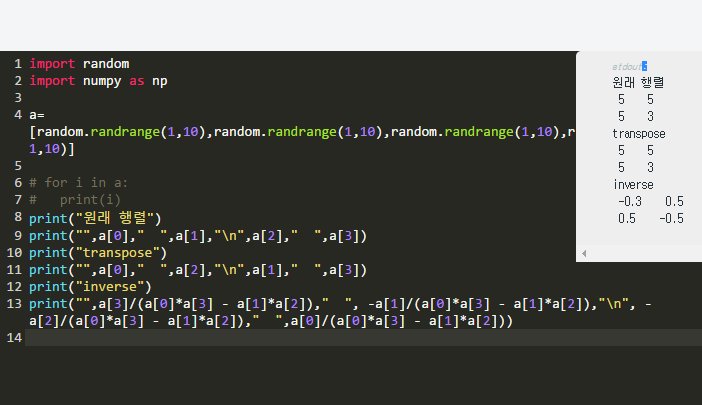 1 import random
2 import numpy as np
3
4 a=
[random.randrange(1,10),random.randrange(1,10),random.randrange(1,10),r
1,10)]
5
6 # for i in a:
7 #   print(i)
8 print("원래 행렬")
9 print("",a[0],"  ",a[1],"\n",a[2],"  ",a[3])
10 print("transpose")
11 print("",a[0],"  ",a[2],"\n",a[1],"  ",a[3])
12 print("inverse")
13 print("",a[3]/(a[0]*a[3] - a[1]*a[2]),"  ", -a[1]/(a[0]*a[3] - a[1]*a[2]),"\n", -
a[2]/(a[0]*a[3] - a[1]*a[2]),"  ",a[0]/(a[0]*a[3] - a[1]*a[2]))
14
stdout:
원래 행렬
5 5
5 3
transpose
5 5
5 3
inverse
-0.3 0.5
0.5 -0.5